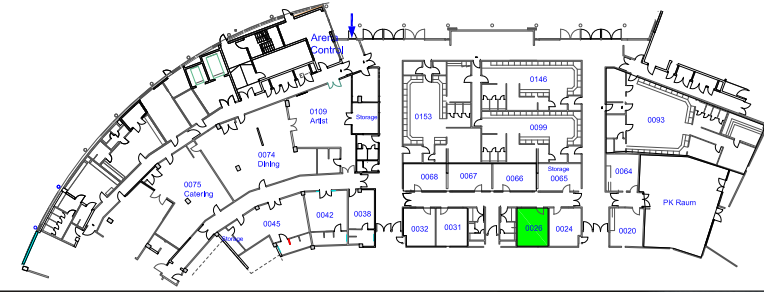 Arena
Control
0146
0109
Artist
Storage
0153
0099
0093
0074
Dining
0075
Catering
0068
0067
0066
Storage
0065
0064
PK Raum
0045
0042
0038
Storage
0032
0031
0026
0024
0020